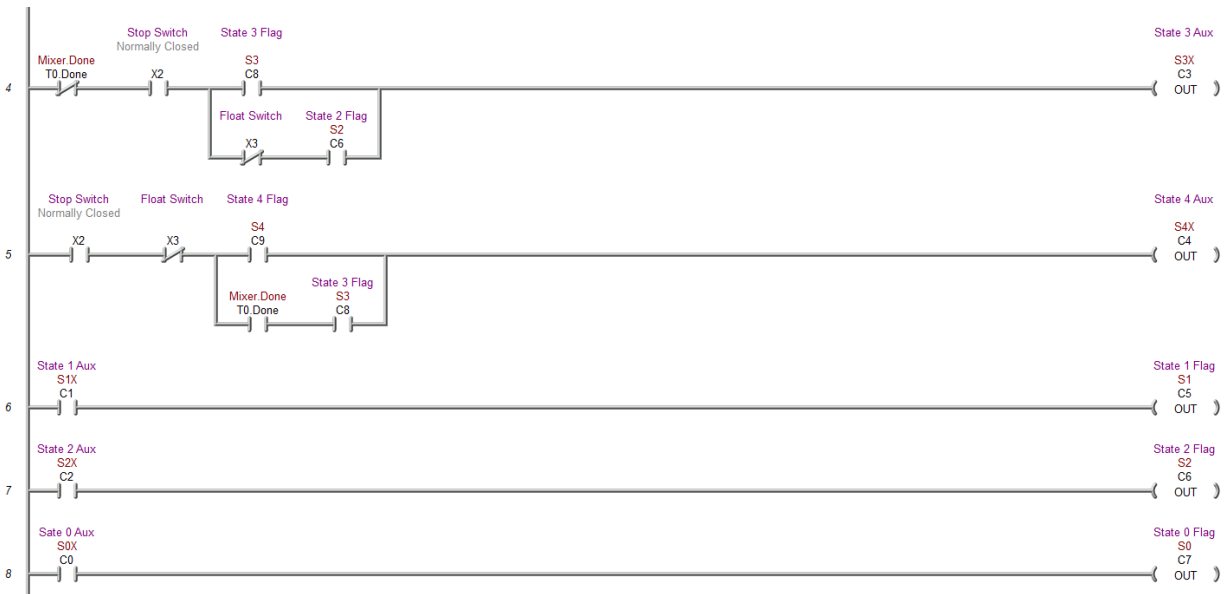 Stop Switch State 3 Flag State 3 Aux
Normally Closed
Mixer.Done S3 S3X
T0.Done X2 C8 C3
4 OUT
Float Switch State 2 Flag
S2
X3 C6
Stop Switch Float Switch State 4 Flag State 4 Aux
Normally Closed
S4 S4X
X2 X3 C9 C4
5 OUT
State 3 Flag
Mixer.Done S3
T0.Done C8
State 1 Aux State 1 Flag
S1X S1
C1 C5
6 OUT
State 2 Aux State 2 Flag
S2X S2
C2 C6
7 OUT
Sate 0 Aux State 0 Flag
S0X S0
C0 C7
8 OUT